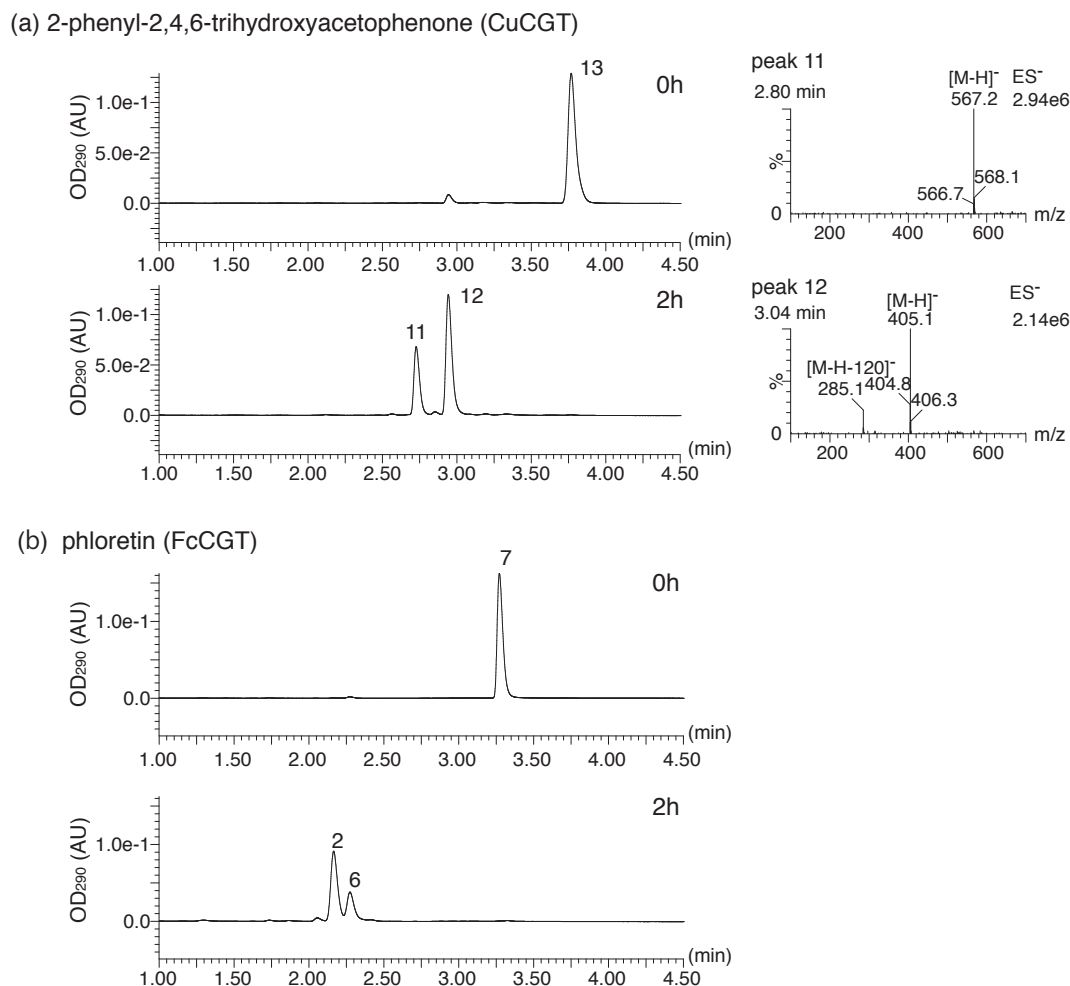 (a) 2-phenyl-2,4,6-trihydroxyacetophenone (CuCGT)
OD290 (AU)
1.0e-1
5.0e-2
0.0
13
0h
(min)
1.00 1.50 2.00 2.50 3.00 3.50 4.00 4.50
peak 11
2.80 min
[M-H]- ES-
567.2 2.94e6
%
566.7 568.1
0
200 400 600 m/z
OD290 (AU)
1.0e-1
5.0e-2
0.0
11
12
2h
(min)
1.00 1.50 2.00 2.50 3.00 3.50 4.00 4.50
peak 12
3.04 min
[M-H]- ES-
405.1 2.14e6
[M-H-120]-
285.1 404.8
406.3
%
0
200 400 600 m/z
(b) phloretin (FcCGT)
OD290 (AU)
1.0e-1
0.0
7
0h
(min)
1.00 1.50 2.00 2.50 3.00 3.50 4.00 4.50
OD290 (AU)
1.0e-1
0.0
2
6
2h
(min)
1.00 1.50 2.00 2.50 3.00 3.50 4.00 4.50